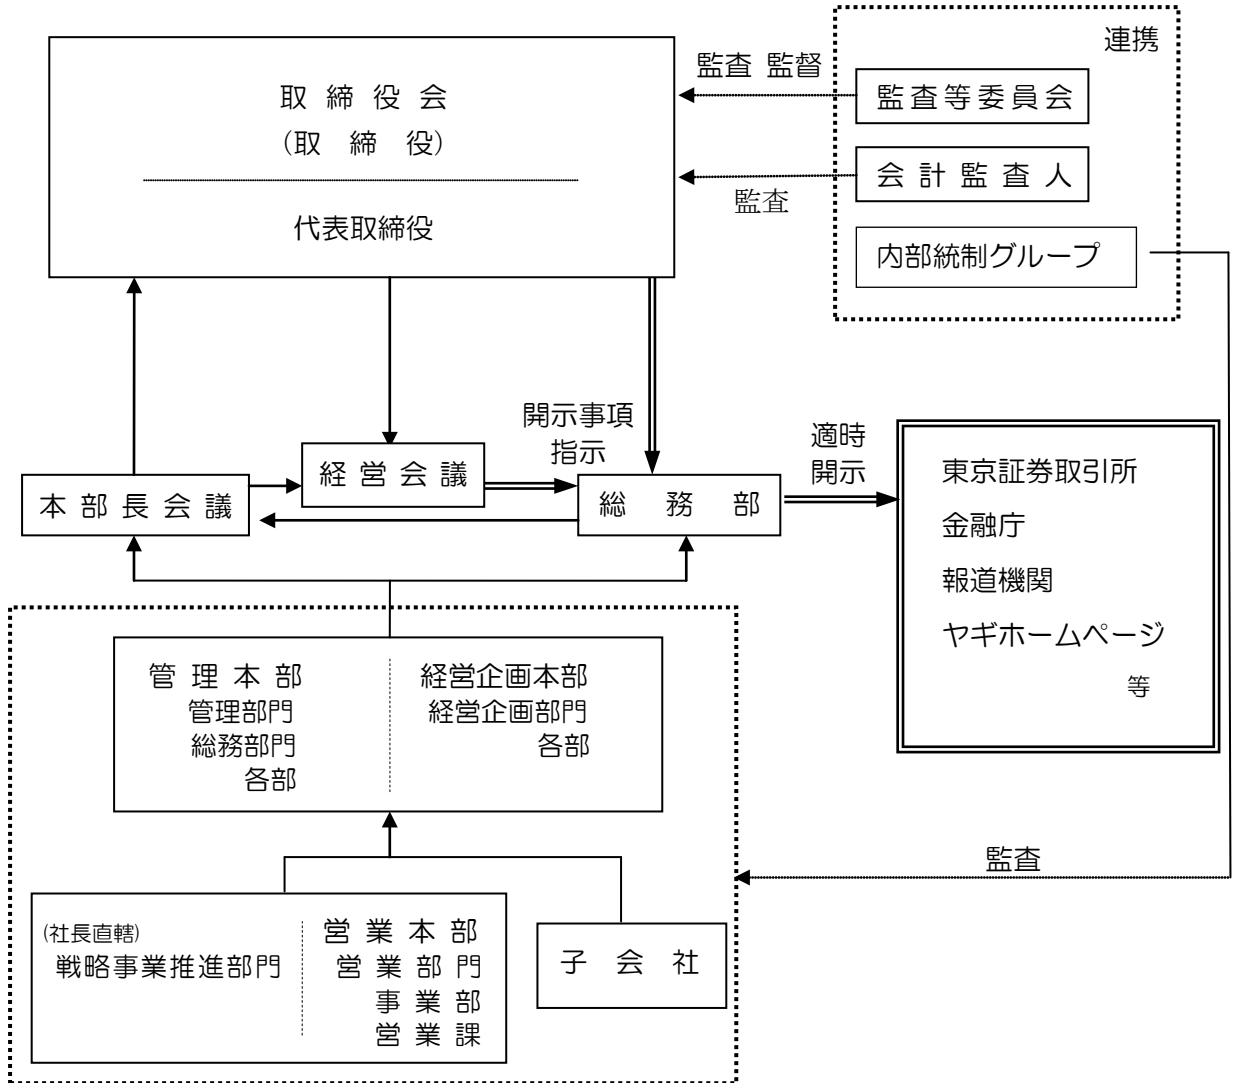 連携
取締役会
(取締役)
代表取締役
監査 監督
監査等委員会
会計監査人
監査
内部統制グループ
開示事項
指示
適時
開示
本部長会議
経営会議
総務部
東京証券取引所
金融庁
報道機関
ヤギホームページ
等
管理本部
管理部門
総務部門
各部
経営企画本部
経営企画部門
各部
監査
(社長直轄)
戦略事業推進部門
営業本部
営業部門
事業部
営業課
子会社